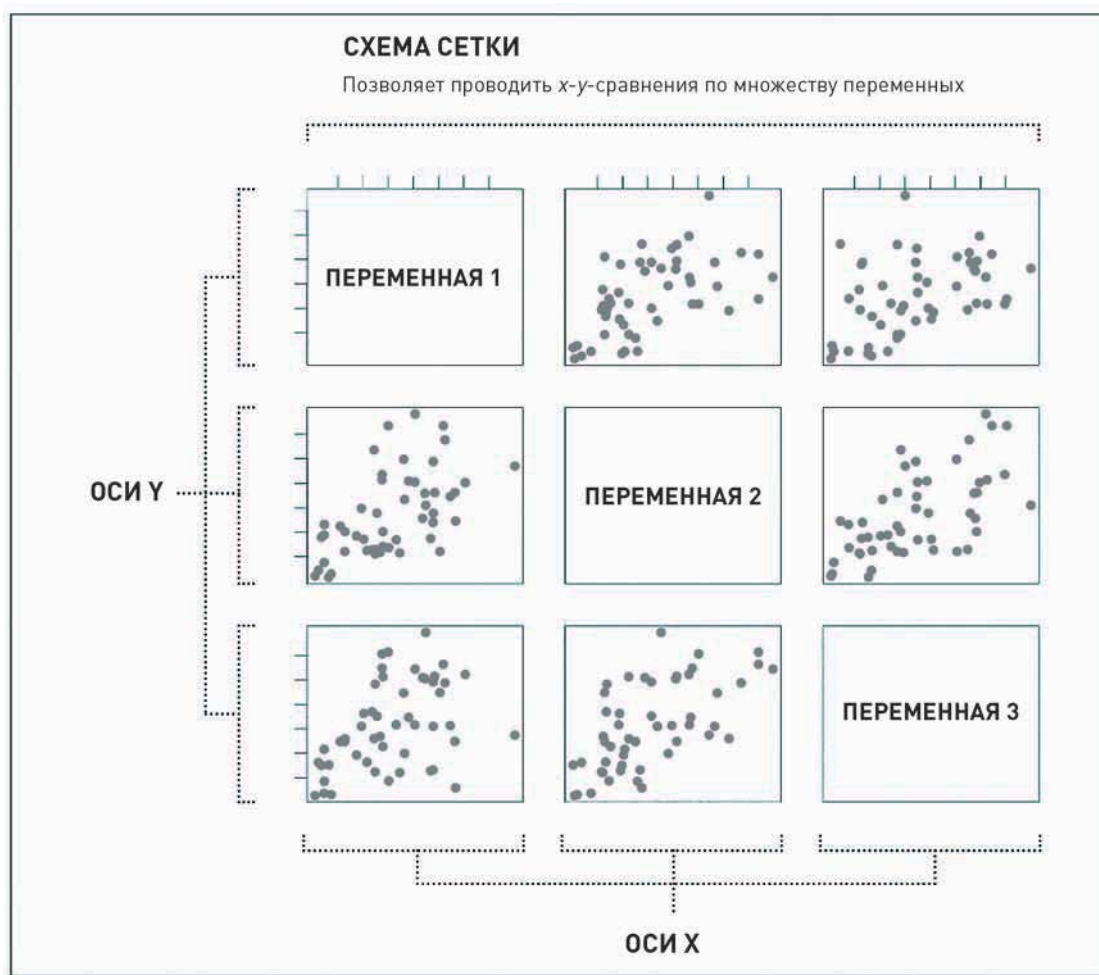 СХЕМА СЕТКИ
Позволяет проводить x-y-сравнения по множеству переменных
ПЕРЕМЕННАЯ 1
ОСИ Y
ПЕРЕМЕННАЯ 2
ПЕРЕМЕННАЯ 3
ОСИ X